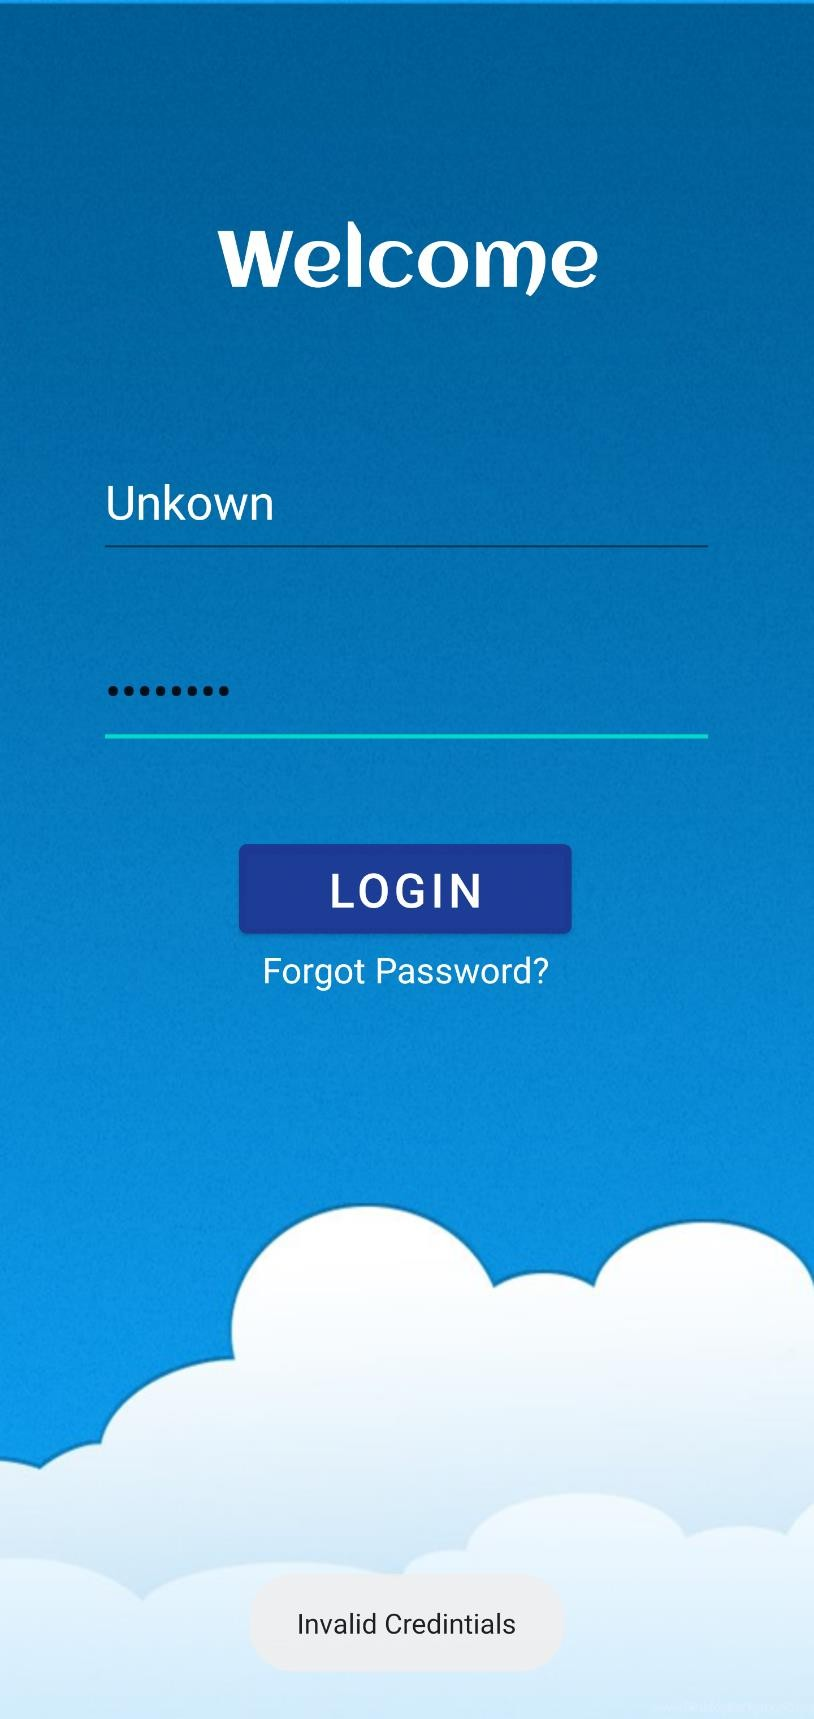 Welcome
Unkown
••••••••
LOGIN
Forgot Password?
Invalid Credintials